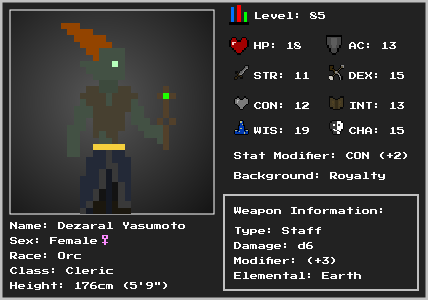 Level: 85
HP: 18
AC: 13
STR: 11
DEX: 15
CON: 12
INT: 13
WIS: 19
CHA: 15
Stat Modifier: CON (+2)
Background: Royalty
Name: Dezaral Yasumoto
Sex: Female♀
Race: Orc
Class: Cleric
Height: 176cm (5'9")
Weapon Information:
Type: Staff
Damage: d6
Modifier: (+3)
Elemental: Earth